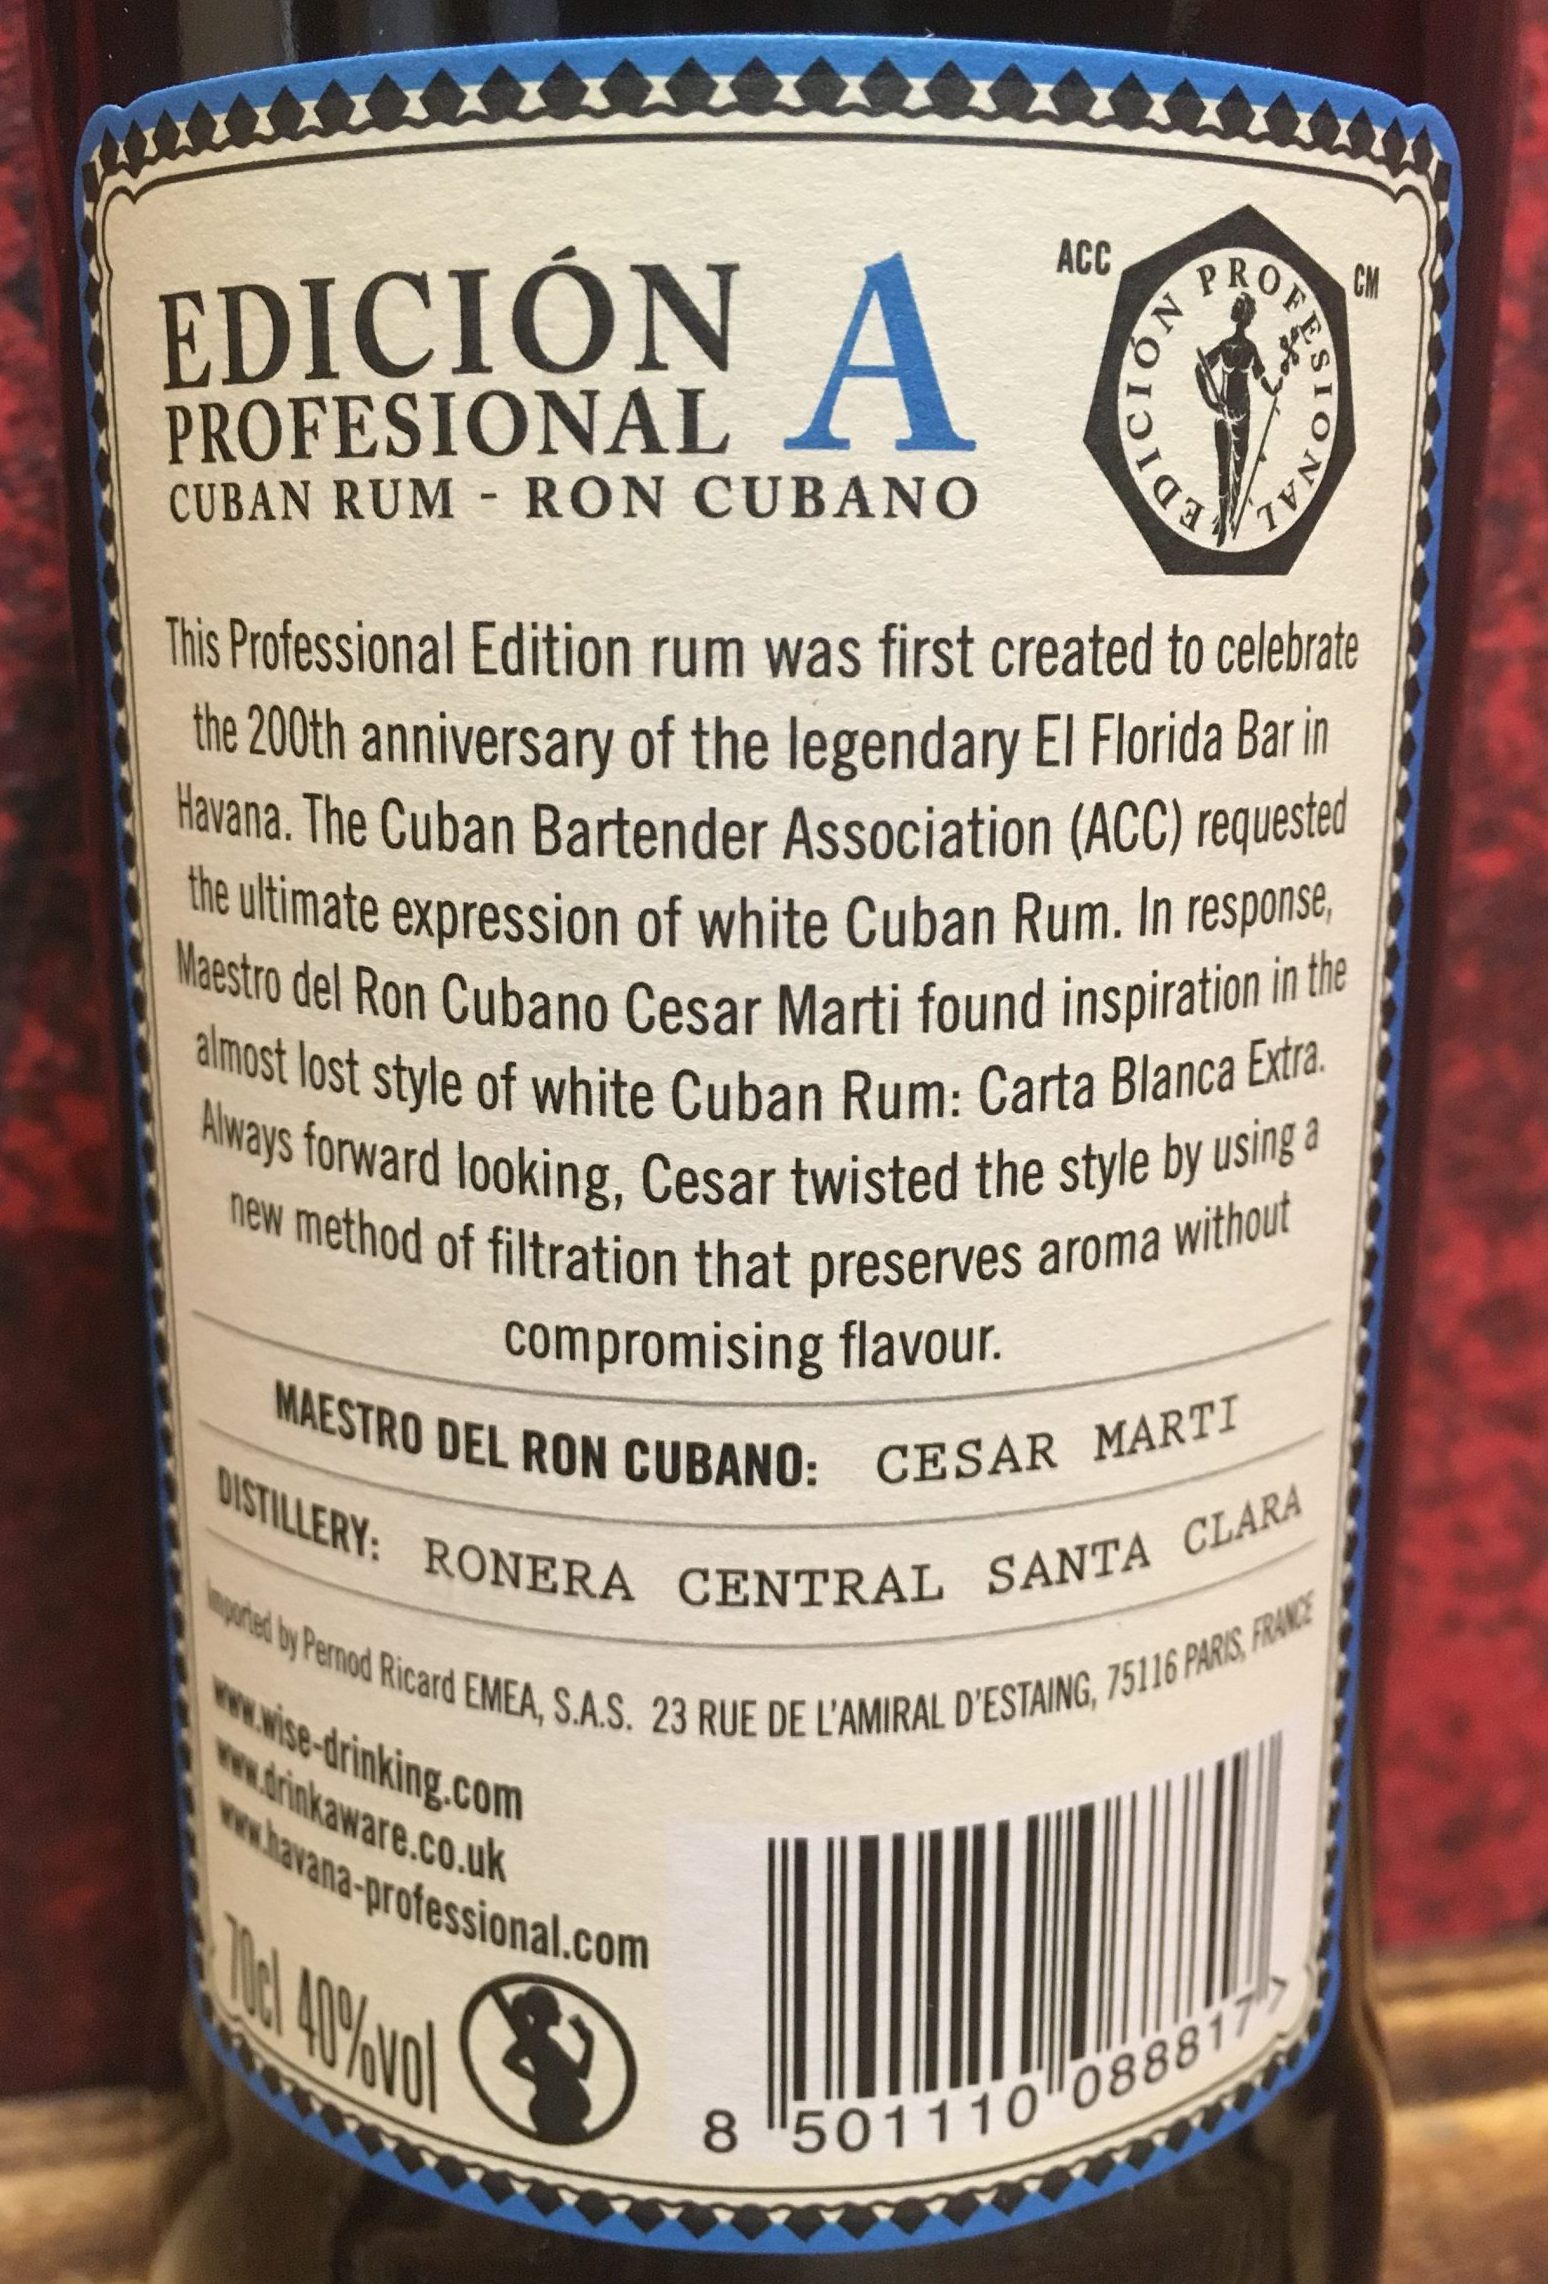 EDICIÓN
PROFESIONAL A
CUBAN RUM - RON CUBANO
ACC
EDICIÓN PROFESIONAL
CM
This Professional Edition rum was first created to celebrate
the 200th anniversary of the legendary El Florida Bar in
Havana. The Cuban Bartender Association (ACC) requested
the ultimate expression of white Cuban Rum. In response,
Maestro del Ron Cubano Cesar Marti found inspiration in the
almost lost style of white Cuban Rum: Carta Blanca Extra.
Always forward looking, Cesar twisted the style by using a
new method of filtration that preserves aroma without
compromising flavour.
MAESTRO DEL RON CUBANO: CESAR MARTI
DISTILLERY: RONERA CENTRAL SANTA CLARA
Imported by Pernod Ricard EMEA, S.A.S. 23 RUE DE L'AMIRAL D'ESTAING, 75116 PARIS, FRANCE
www.wise-drinking.com
www.drinkaware.co.uk
www.havana-professional.com
70cl 40%vol
8 501110 088817 >